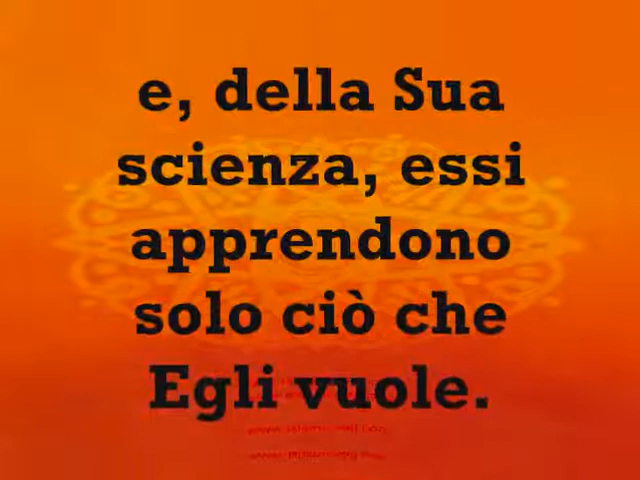 e, della Sua
scienza, essi
apprendono
solo ciò che
Egli vuole.